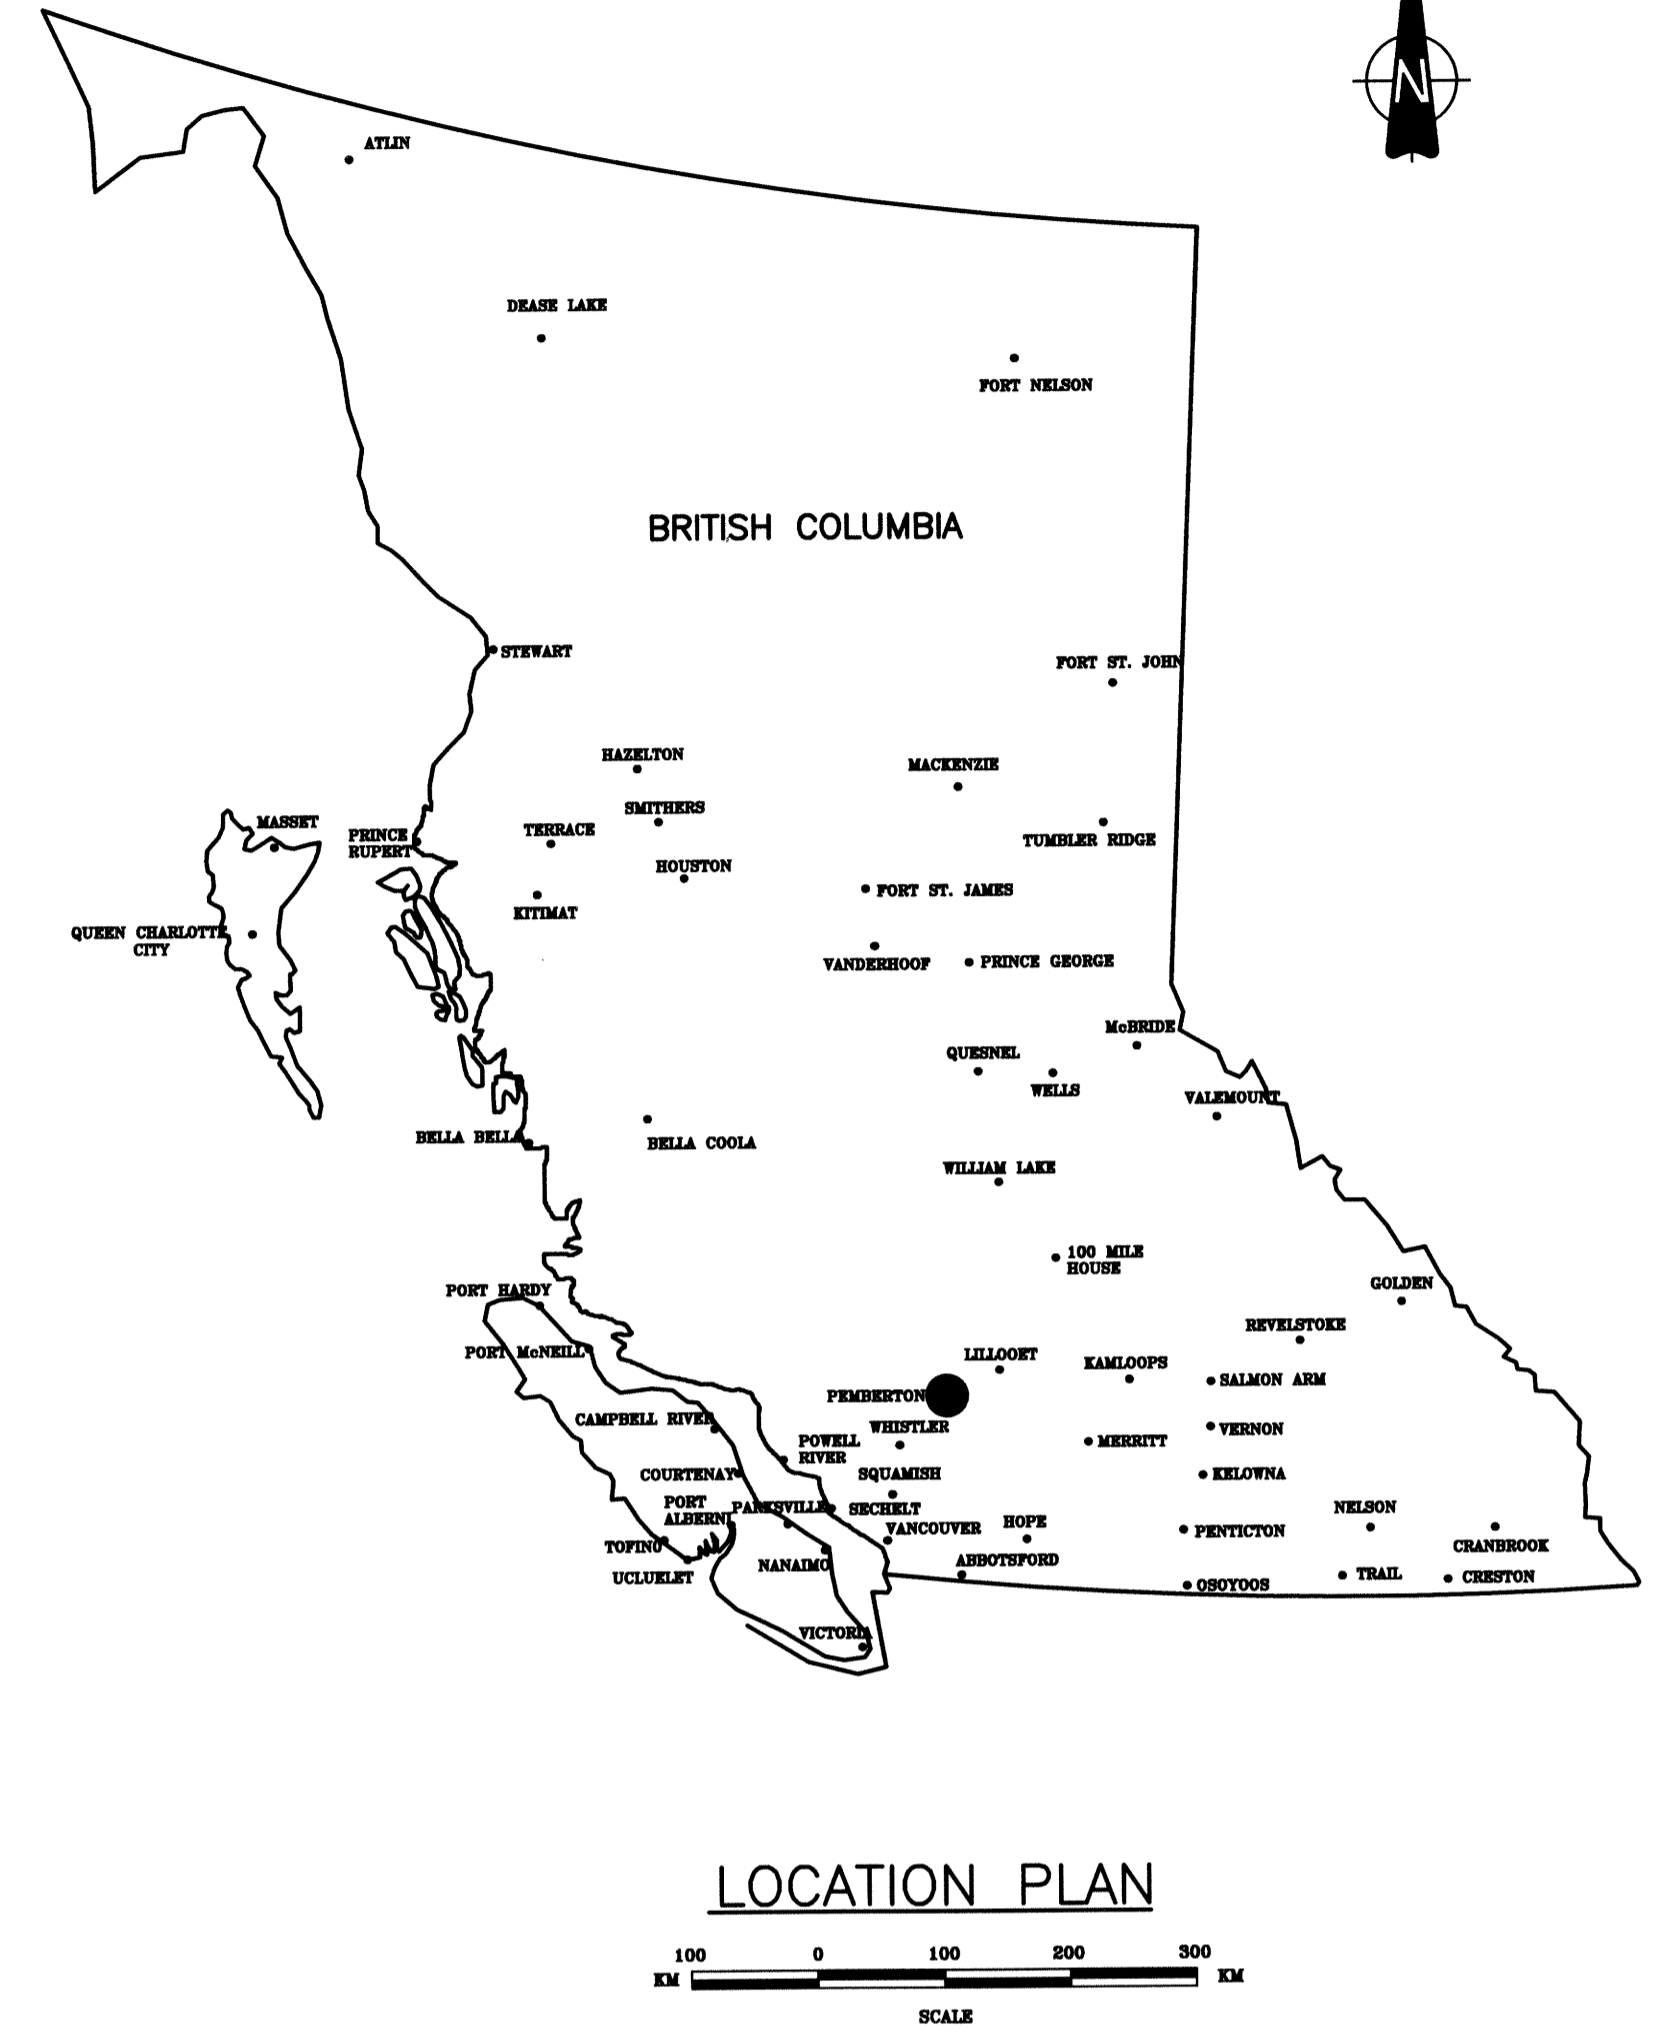 N
ATLIN
DEASE LAKE
FORT NELSON
BRITISH COLUMBIA
STEWART
FORT ST. JOHN
HAZELTON
MACKENZIE
SMITHERS
MASSET
TERRACE
PRINCE
RUPERT
TUMBLER RIDGE
HOUSTON
FORT ST. JAMES
KITIMAT
QUEEN CHARLOTTE
CITY
VANDERHOOF
PRINCE GEORGE
McBRIDE
QUESNEL
WELLS
VALEMOUNT
BELLA BELLA
BELLA COOLA
WILLIAM LAKE
100 MILE
HOUSE
GOLDEN
PORT HARDY
REVELSTOKE
PORT McNEILL
LILLOOET
KAMLOOPS
SALMON ARM
PEMBERTON
CAMPBELL RIVER
WHISTLER
VERNON
POWELL
RIVER
MERRITT
COURTENAY
SQUAMISH
KELOWNA
PORT
ALBERNI
PARKSVILLE
SECHELT
NELSON
VANCOUVER
HOPE
PENTICTON
TOFINO
CRANBROOK
NANAIMO
ABBOTSFORD
UCLUELET
TRAIL
CRESTON
OSOYOOS
VICTORIA
LOCATION PLAN
100 0 100 200 300
KM KM
SCALE